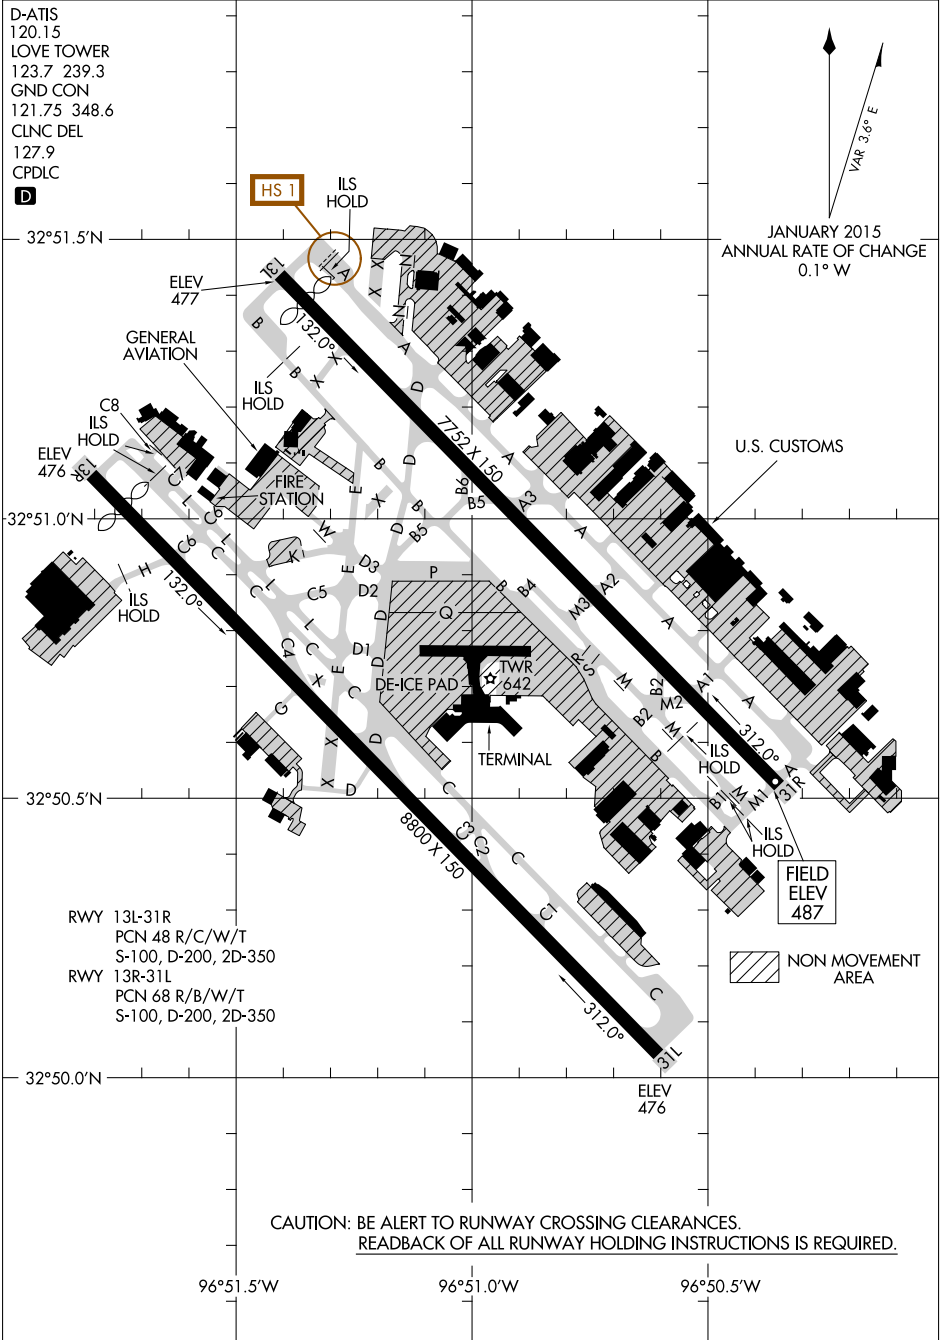 D-ATIS
120.15
LOVE TOWER
123.7 239.3
GND CON
121.75 348.6
CLNC DEL
127.9
CPDLC
D
VAR 3.6° E
JANUARY 2015
ANNUAL RATE OF CHANGE
0.1° W
HS 1
ILS
HOLD
32°51.5'N
ELEV
477
13L
A
X
X
N
N
132.0°
B
GENERAL
AVIATION
ILS
HOLD
B
X
X
A
D
C8
ILS
HOLD
ELEV
476
13R
C7
L
FIRE
STATION
E
B
D
X
7752 X 150
A
U.S. CUSTOMS
B6
B5
A3
32°51.0'N
C6
C6
L
C
W
D
B
B5
A
H
ILS
HOLD
132.0°
K
E
D3
D2
P
C
L
C5
D
Q
B
B4
M3
A2
A
L
C
C4
D1
D
E
X
C
DE-ICE PAD
TWR
642
R
S
M
B2
M2
A1
A
G
X
D
TERMINAL
B2
M
B
ILS
HOLD
312.0°
A
31R
X
D
C
32°50.5'N
B1
M
M1
ILS
HOLD
8800 X 150
C3
C2
C
FIELD
ELEV
487
C1
RWY 13L-31R
PCN 48 R/C/W/T
S-100, D-200, 2D-350
RWY 13R-31L
PCN 68 R/B/W/T
S-100, D-200, 2D-350
NON MOVEMENT
AREA
C
312.0°
31L
32°50.0'N
ELEV
476
CAUTION: BE ALERT TO RUNWAY CROSSING CLEARANCES.
READBACK OF ALL RUNWAY HOLDING INSTRUCTIONS IS REQUIRED.
96°51.5'W
96°51.0'W
96°50.5'W